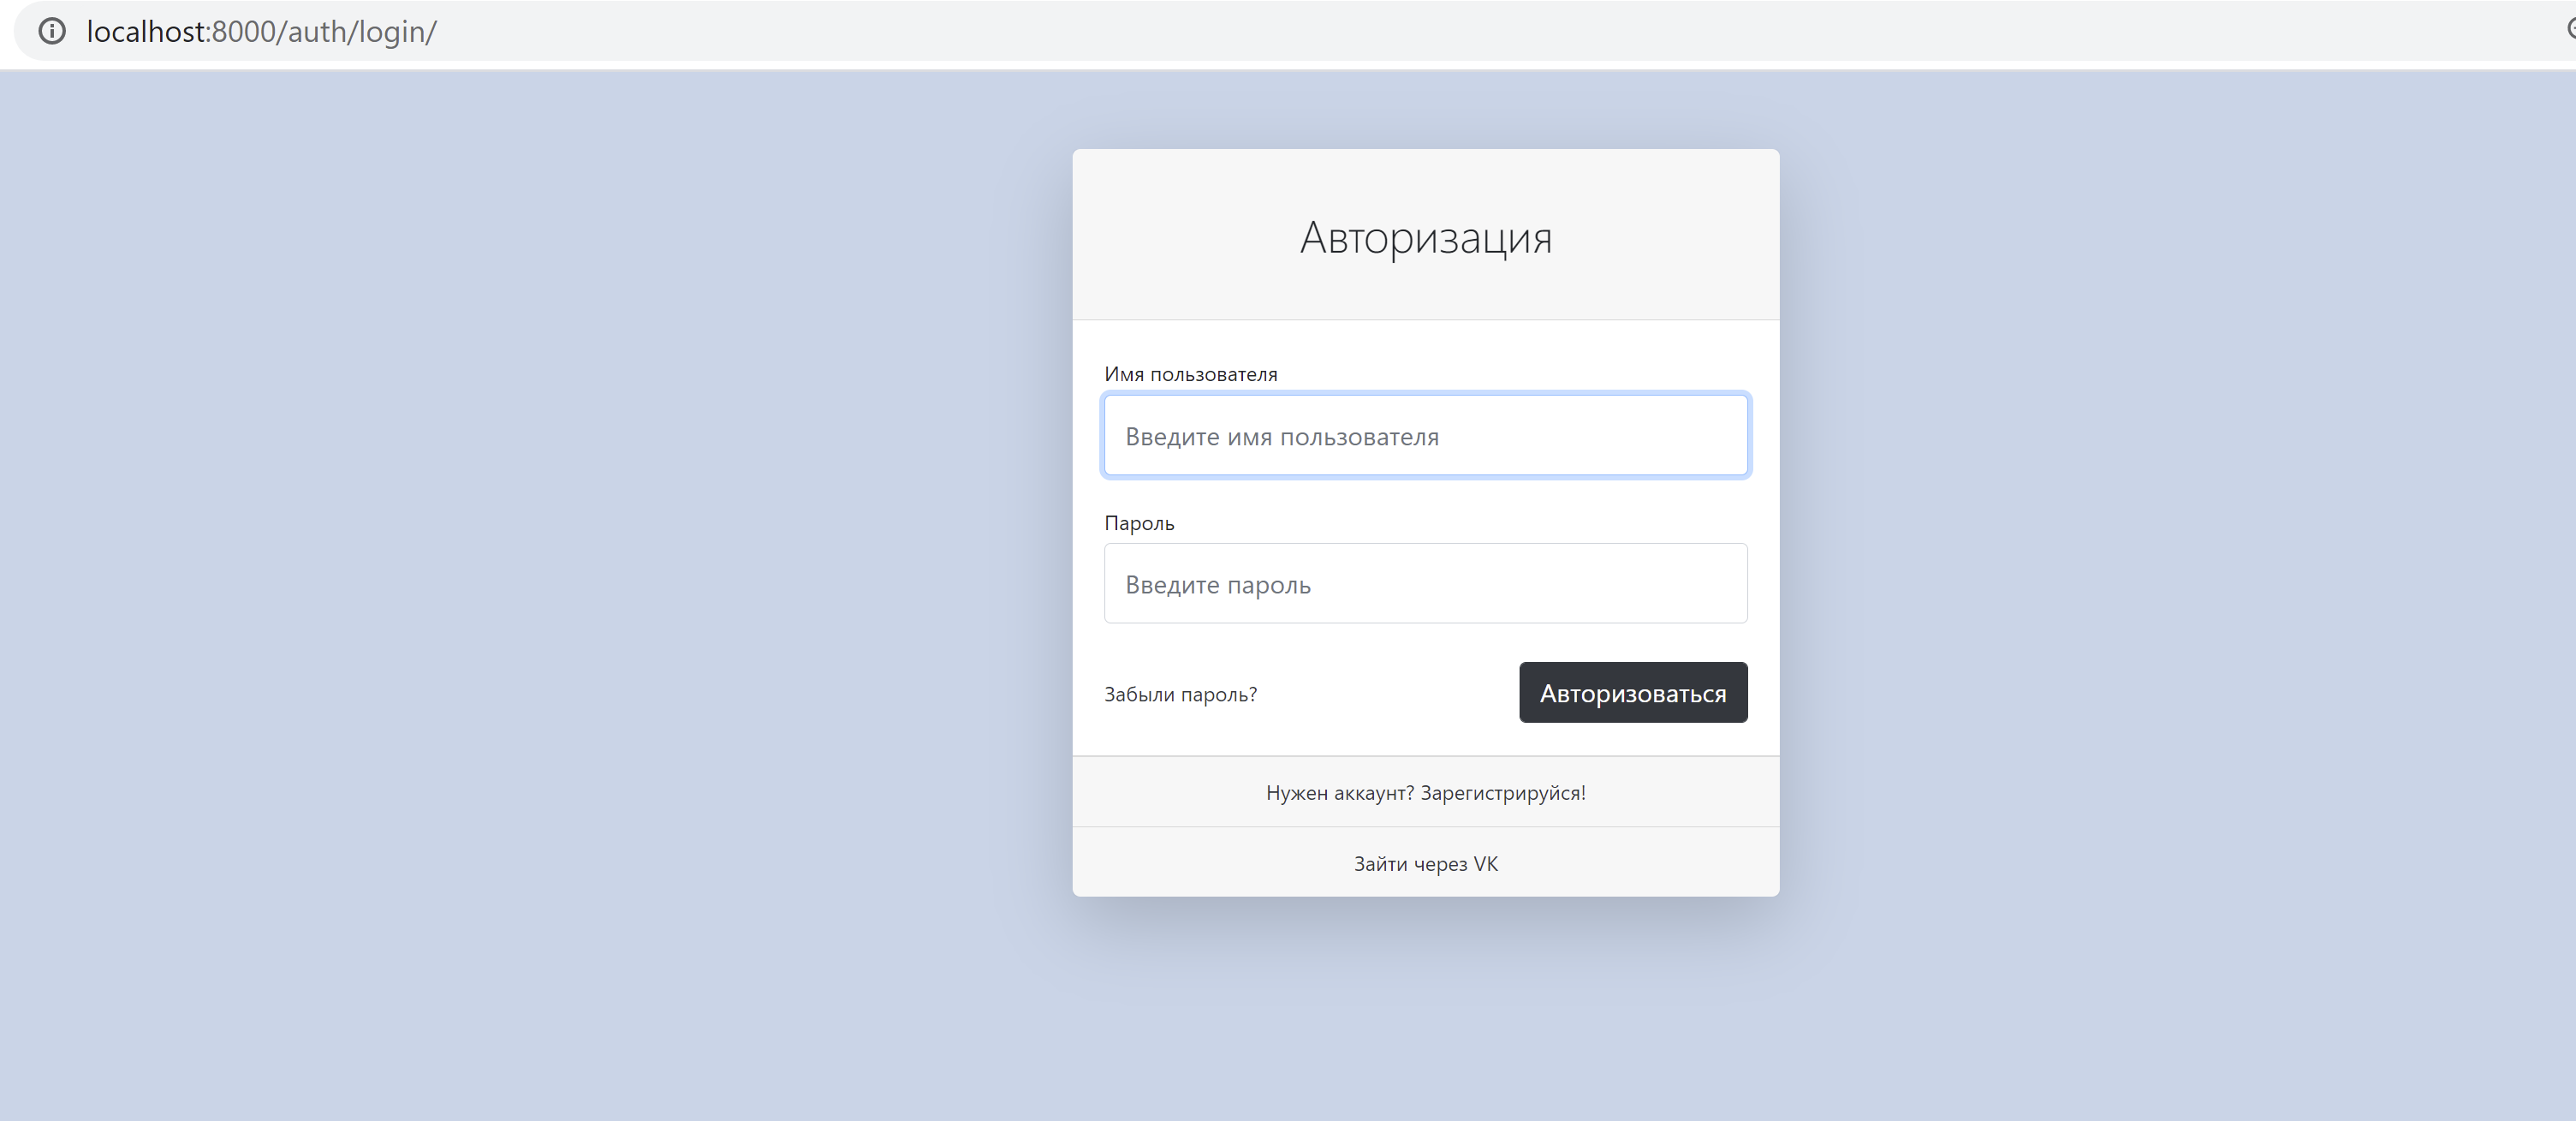 localhost:8000/auth/login/
Авторизация
Имя пользователя
Введите имя пользователя
Пароль
Введите пароль
Забыли пароль?
Авторизоваться
Нужен аккаунт? Зарегистрируйся!
Зайти через VK